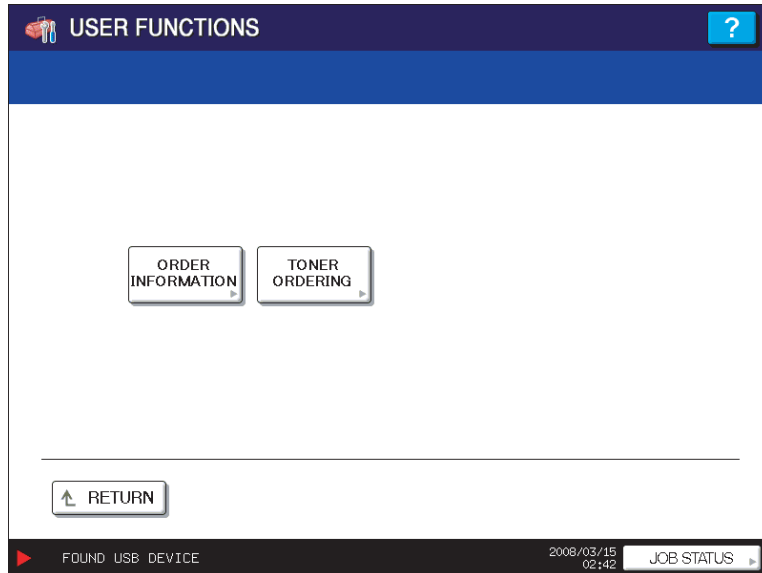 USER FUNCTIONS
?
ORDER
INFORMATION
TONER
ORDERING
RETURN
FOUND USB DEVICE
2008/03/15
02:42
JOB STATUS